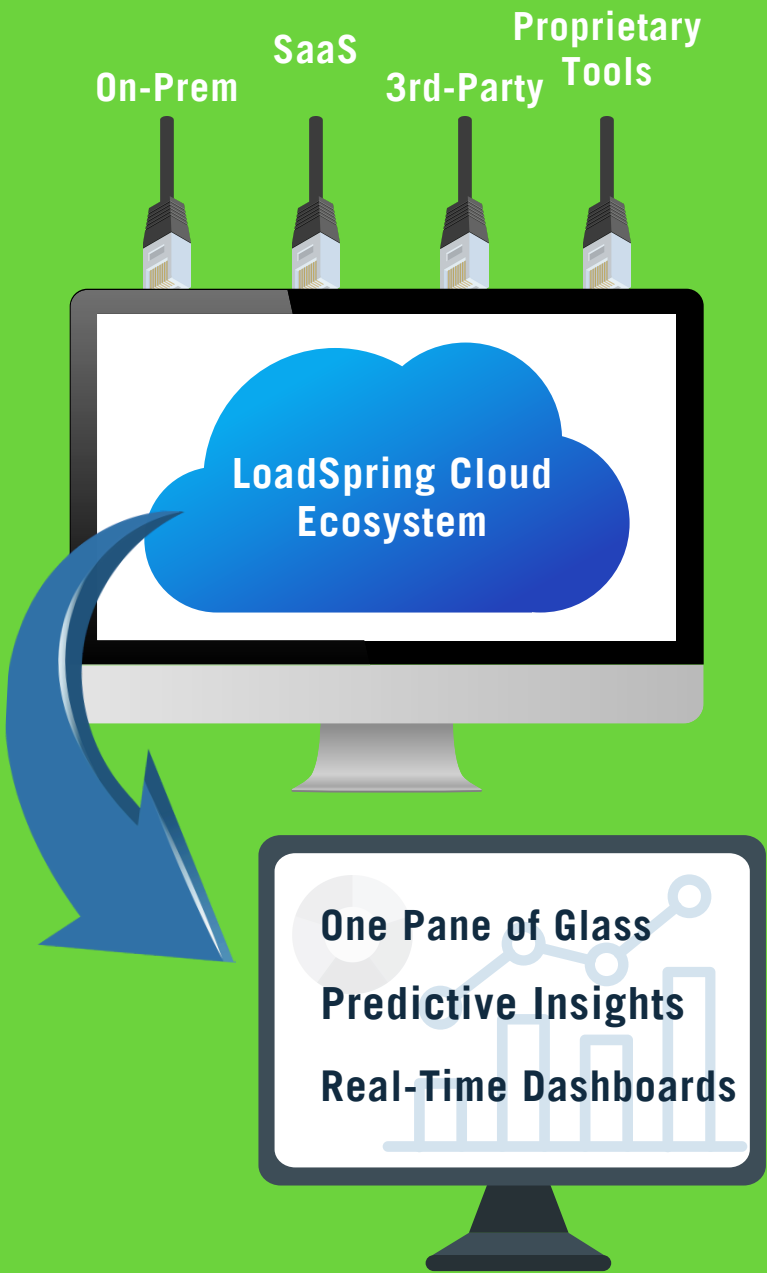 On-Prem
SaaS
3rd-Party
Proprietary
Tools
LoadSpring Cloud
Ecosystem
One Pane of Glass
Predictive Insights
Real-Time Dashboards